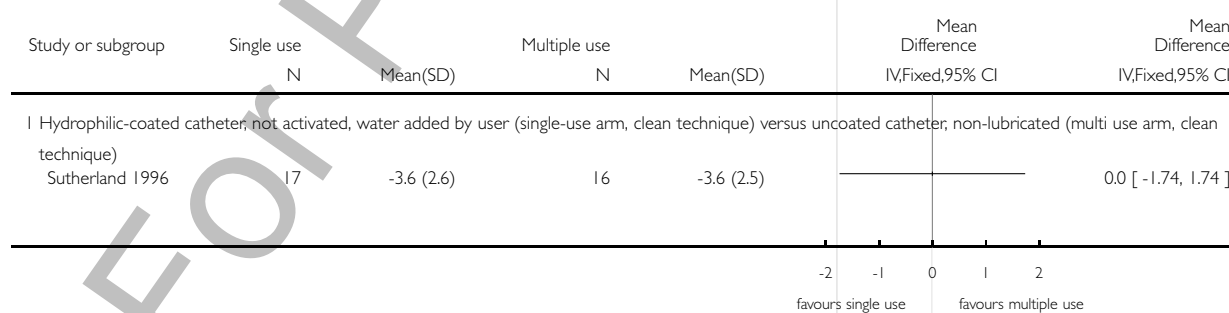 Mean Mean
Study or subgroup Single use Multiple use Difference Difference
N Mean(SD) N Mean(SD) IV,Fixed,95% CI IV,Fixed,95% CI
1 Hydrophilic-coated catheter, not activated, water added by user (single-use arm, clean technique) versus uncoated catheter, non-lubricated (multi use arm, clean
technique)
Sutherland 1996 17 -3.6 (2.6) 16 -3.6 (2.5) 0.0 [ -1.74, 1.74 ]
-2 -1 0 1 2
favours single use favours multiple use
For